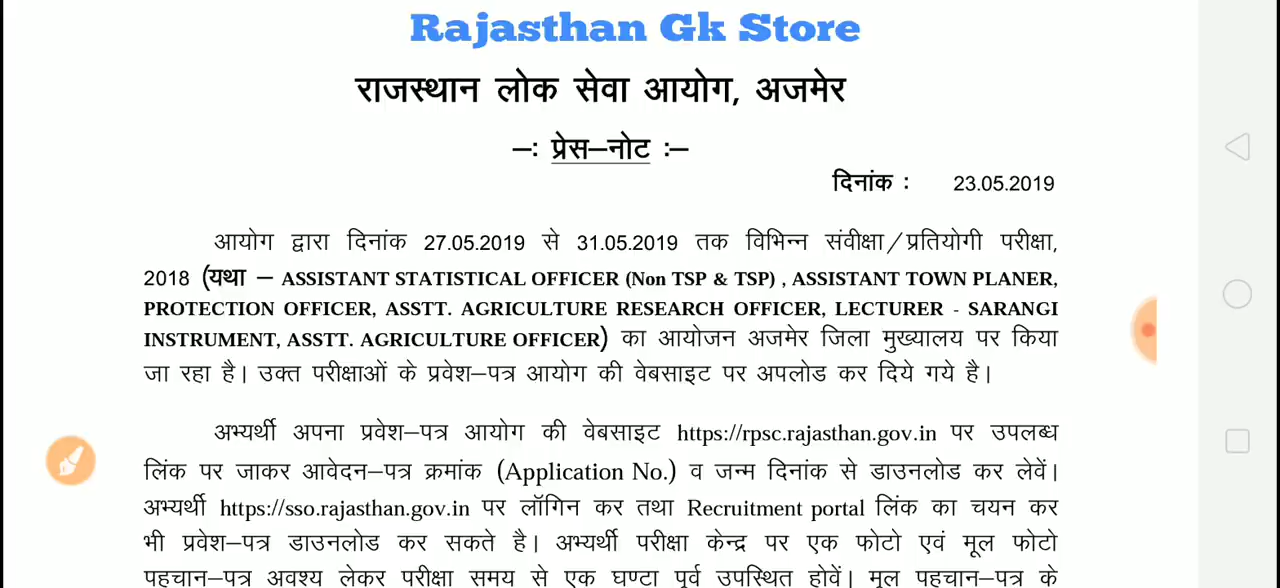 Rajasthan Gk Store
राजस्थान लोक सेवा आयोग, अजमेर
–: प्रेस–नोट :–
दिनांक : 23.05.2019
आयोग द्वारा दिनांक 27.05.2019 से 31.05.2019 तक विभिन्न संवीक्षा/प्रतियोगी परीक्षा,
2018 (यथा – ASSISTANT STATISTICAL OFFICER (Non TSP & TSP) , ASSISTANT TOWN PLANER,
PROTECTION OFFICER, ASSTT. AGRICULTURE RESEARCH OFFICER, LECTURER - SARANGI
INSTRUMENT, ASSTT. AGRICULTURE OFFICER) का आयोजन अजमेर जिला मुख्यालय पर किया
जा रहा है। उक्त परीक्षाओं के प्रवेश–पत्र आयोग की वेबसाइट पर अपलोड कर दिये गये है।
अभ्यर्थी अपना प्रवेश–पत्र आयोग की वेबसाइट https://rpsc.rajasthan.gov.in पर उपलब्ध
लिंक पर जाकर आवेदन–पत्र क्रमांक (Application No.) व जन्म दिनांक से डाउनलोड कर लेवें।
अभ्यर्थी https://sso.rajasthan.gov.in पर लॉगिन कर तथा Recruitment portal लिंक का चयन कर
भी प्रवेश–पत्र डाउनलोड कर सकते है। अभ्यर्थी परीक्षा केन्द्र पर एक फोटो एवं मूल फोटो
पहचान–पत्र अवश्य लेकर परीक्षा समय से एक घण्टा पूर्व उपस्थित होवें। मूल पहचान–पत्र के